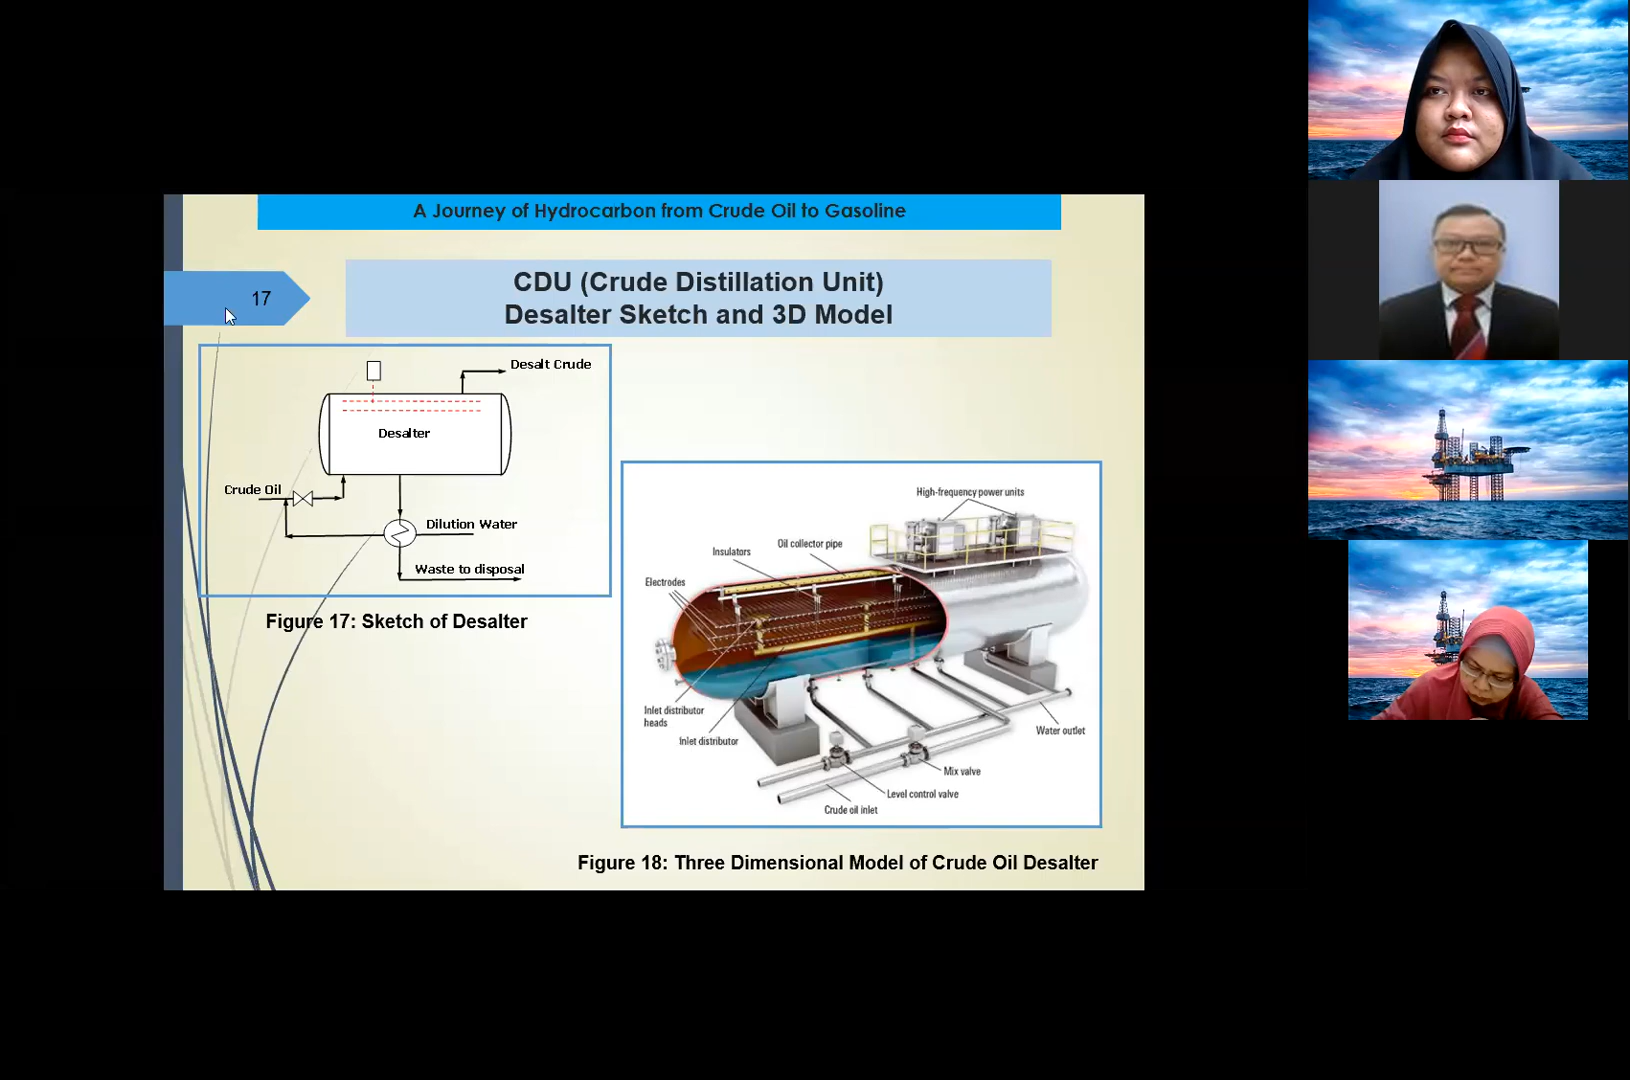 A Journey of Hydrocarbon from Crude Oil to Gasoline
17
CDU (Crude Distillation Unit)
Desalter Sketch and 3D Model
Desalt Crude
Desalter
Crude Oil
Dilution Water
Waste to disposal
Figure 17: Sketch of Desalter
High-frequency power units
Oil collector pipe
Insulators
Electrodes
Inlet distributor
heads
Inlet distributor
Water outlet
Mix valve
Level control valve
Crude oil inlet
Figure 18: Three Dimensional Model of Crude Oil Desalter